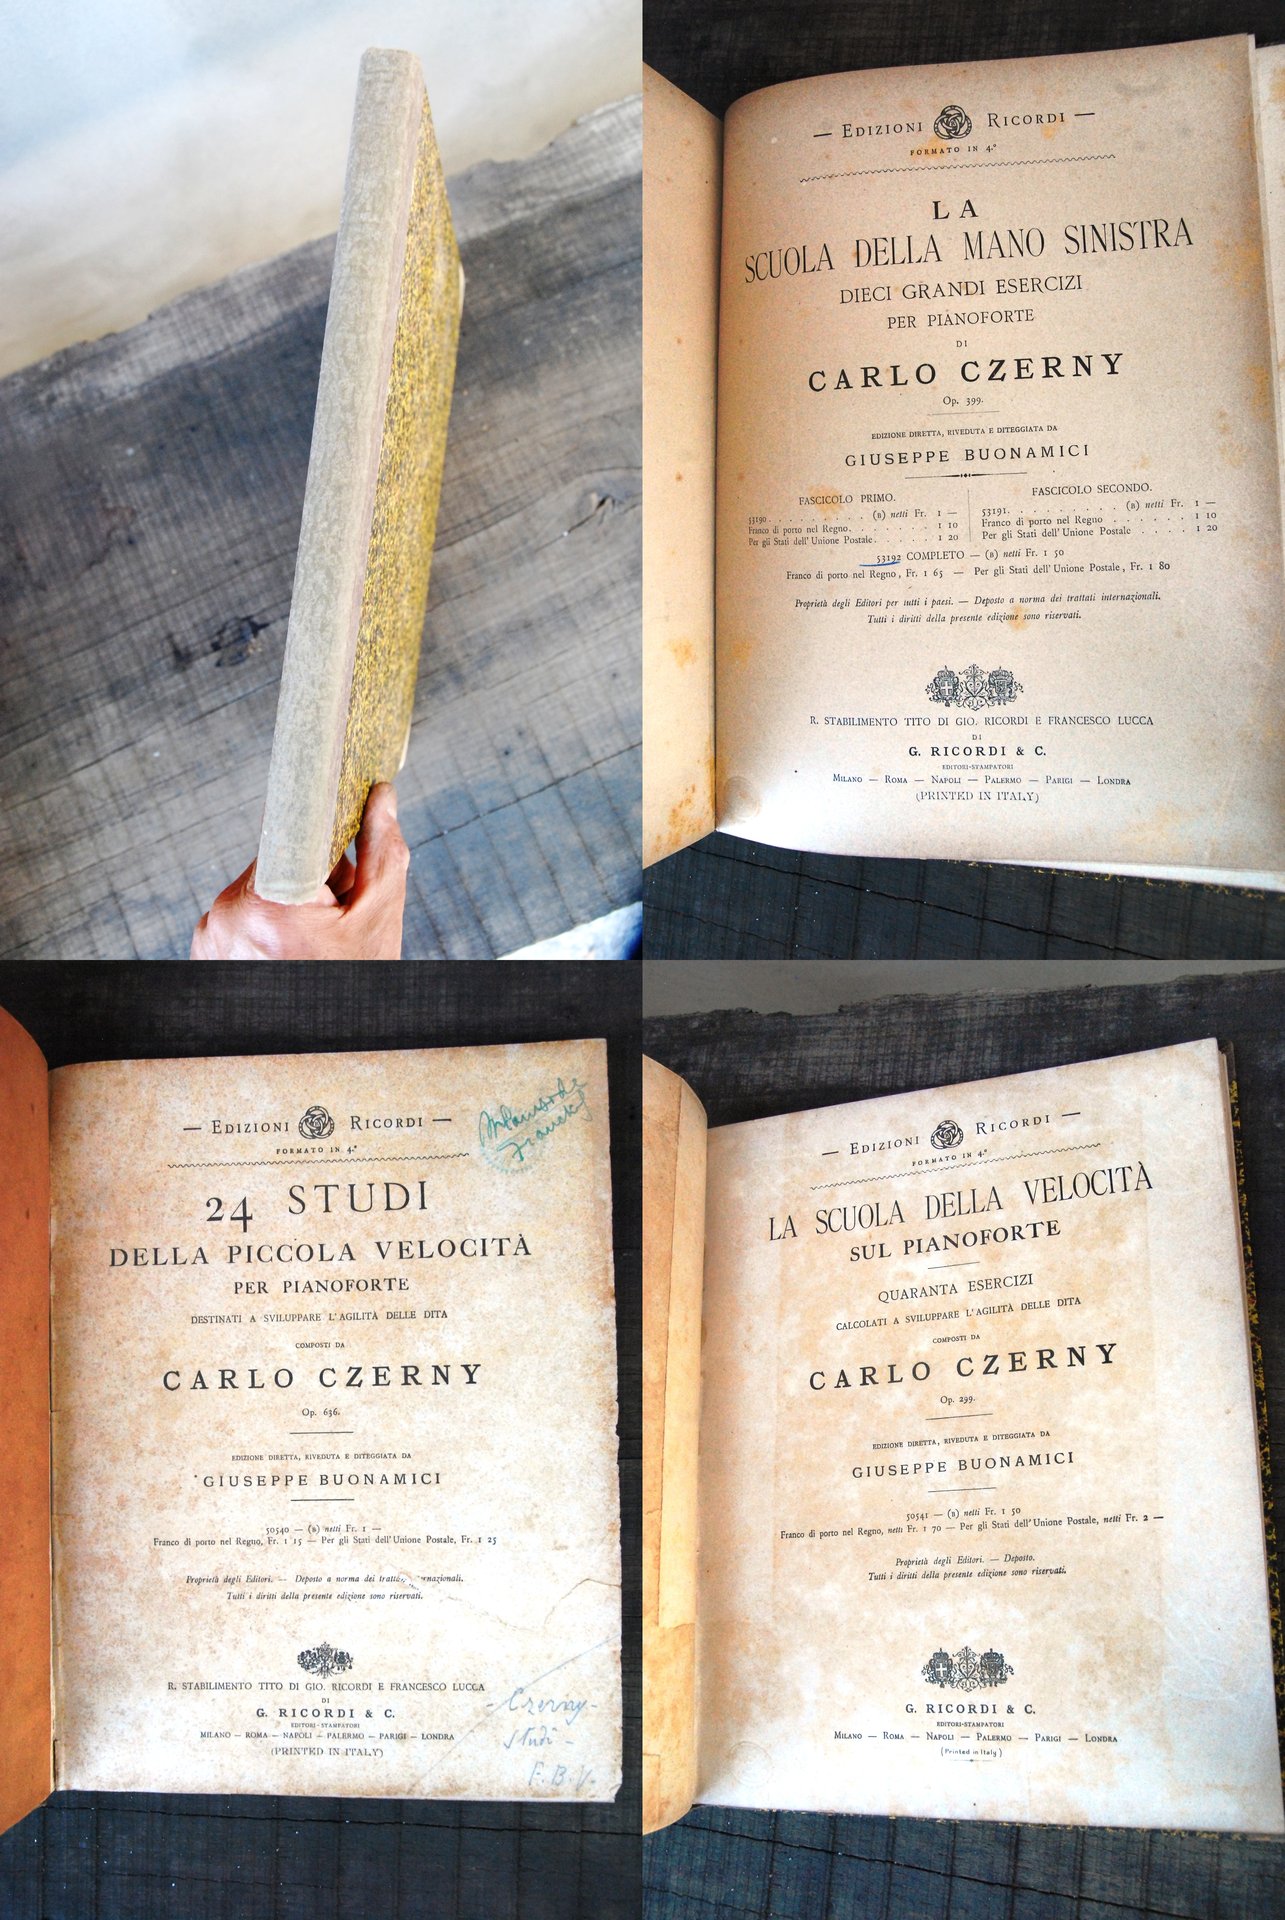 — EDIZIONI RICORDI —
FORMATO IN 4.º
LA
SCUOLA DELLA MANO SINISTRA
DIECI GRANDI ESERCIZI
PER PIANOFORTE
DI
CARLO CZERNY
Op. 399.
EDIZIONE DIRETTA, RIVEDUTA E DITEGGIATA DA
GIUSEPPE BUONAMICI
FASCICOLO PRIMO.
53190 . . . . . . . . . (B) netti Fr. 1 —
Franco di porto nel Regno. . . . . . . 1 10
Per gli Stati dell' Unione Postale. . . . . . 1 20
FASCICOLO SECONDO.
53191. . . . . . . . . . (B) netti Fr. 1 —
Franco di porto nel Regno . . . . . . 1 10
Per gli Stati dell' Unione Postale . . . . . 1 20
53192 COMPLETO — (B) netti Fr. 1 50
Franco di porto nel Regno, Fr. 1 65 — Per gli Stati dell' Unione Postale, Fr. 1 80
Proprietà degli Editori per tutti i paesi. — Deposto a norma dei trattati internazionali.
Tutti i diritti della presente edizione sono riservati.
R. STABILIMENTO TITO DI GIO. RICORDI E FRANCESCO LUCCA
DI
G. RICORDI & C.
EDITORI-STAMPATORI
MILANO — ROMA — NAPOLI — PALERMO — PARIGI — LONDRA
(PRINTED IN ITALY)
— EDIZIONI RICORDI —
FORMATO IN 4.º
24 STUDI
DELLA PICCOLA VELOCITÀ
PER PIANOFORTE
DESTINATI A SVILUPPARE L'AGILITÀ DELLE DITA
COMPOSTI DA
CARLO CZERNY
Op. 636.
EDIZIONE DIRETTA, RIVEDUTA E DITEGGIATA DA
GIUSEPPE BUONAMICI
50540 — (B) netti Fr. 1 —
Franco di porto nel Regno, Fr. 1 15 — Per gli Stati dell' Unione Postale, Fr. 1 25
Proprietà degli Editori. — Deposto a norma dei
Tutti i diritti della presente edizione sono riservati.
R. STABILIMENTO TITO DI GIO. RICORDI E FRANCESCO LUCCA
DI
G. RICORDI & C.
EDITORI-STAMPATORI
MILANO — ROMA — NAPOLI — PALERMO — PARIGI — LONDRA
(PRINTED IN ITALY)
- Czerny -
Studi -
F. B. V.
— EDIZIONI RICORDI —
FORMATO IN 4.º
LA SCUOLA DELLA VELOCITÀ
SUL PIANOFORTE
QUARANTA ESERCIZI
CALCOLATI A SVILUPPARE L'AGILITÀ DELLE DITA
COMPOSTI DA
CARLO CZERNY
Op. 299.
EDIZIONE DIRETTA, RIVEDUTA E DITEGGIATA DA
GIUSEPPE BUONAMICI
50541 — (B) netti Fr. 1 50
Franco di porto nel Regno, netti Fr. 1 70 — Per gli Stati dell' Unione Postale, netti Fr. 2 —
Proprietà degli Editori. — Deposto.
Tutti i diritti della presente edizione sono riservati.
G. RICORDI & C.
EDITORI-STAMPATORI
MILANO — ROMA — NAPOLI — PALERMO — PARIGI — LONDRA
(Printed in Italy)